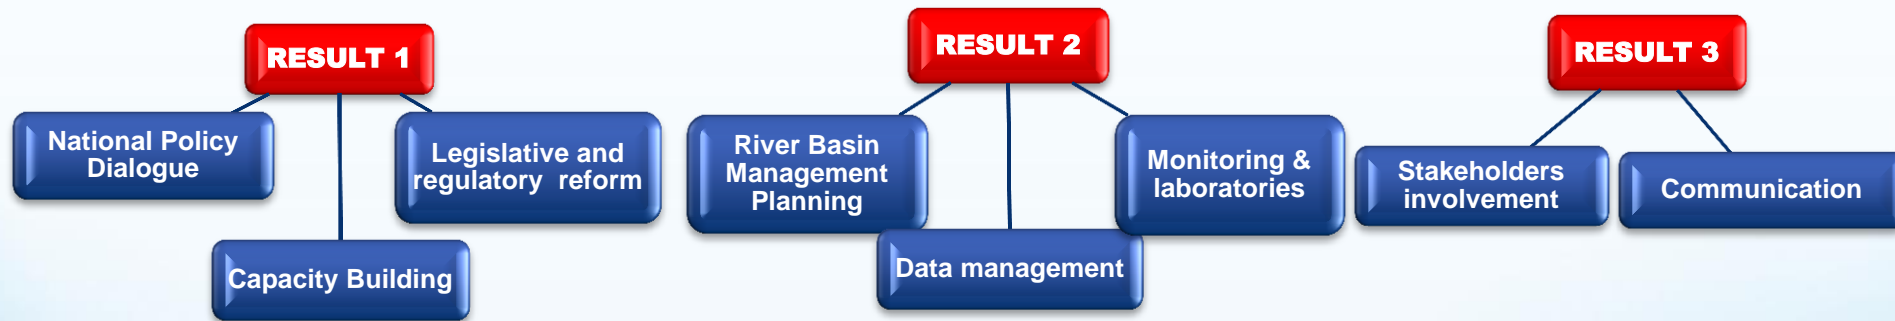 RESULT 1
National Policy
Dialogue
Legislative and
regulatory reform
Capacity Building
RESULT 2
River Basin
Management
Planning
Monitoring &
laboratories
Data management
RESULT 3
Stakeholders
involvement
Communication